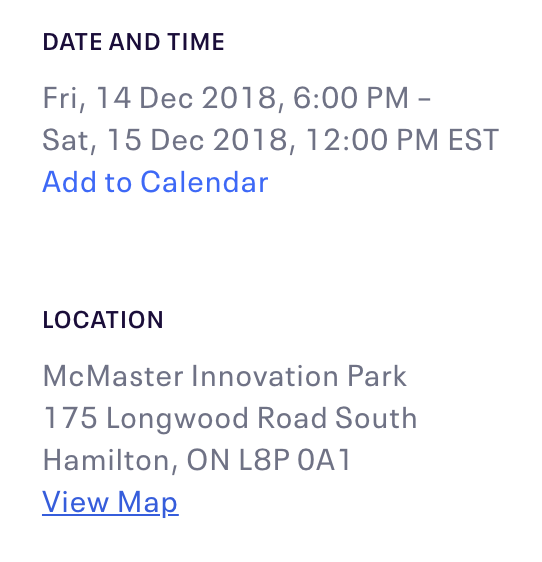 DATE AND TIME
Fri, 14 Dec 2018, 6:00 PM –
Sat, 15 Dec 2018, 12:00 PM EST
Add to Calendar
LOCATION
McMaster Innovation Park
175 Longwood Road South
Hamilton, ON L8P 0A1
View Map